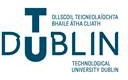 OLLSCOIL TEICNEOLAÍOCHTA
BHAILE ÁTHA CLIATH
TU DUBLIN
TECHNOLOGICAL
UNIVERSITY DUBLIN